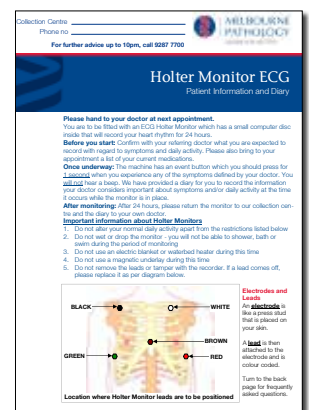 Collection Centre
Phone no
MELBOURNE
PATHOLOGY
For further advice up to 10pm, call 9287 7700
Holter Monitor ECG
Patient Information and Diary
Please hand to your doctor at next appointment.
You are to be fitted with an ECG Holter Monitor which has a small computer disc
inside that will record your heart rhythm for 24 hours.
Before you start: Confirm with your referring doctor what you are expected to
record with regard to symptoms and daily activity. Please also bring to your
appointment a list of your current medications.
Once underway: The machine has an event button which you should press for
1 second when you experience any of the symptoms defined by your doctor. You
will not hear a beep. We have provided a diary for you to record the information
your doctor considers important about symptoms and/or daily activity at the time
it occurs while the monitor is in place.
After monitoring: After 24 hours, please return the monitor to our collection cen-
tre and the diary to your own doctor.
Important information about Holter Monitors
1. Do not alter your normal daily activity apart from the restrictions listed below
2. Do not wet or drop the monitor - you will not be able to shower, bath or
swim during the period of monitoring
3. Do not use an electric blanket or waterbed heater during this time
4. Do not use a magnetic underlay during this time
5. Do not remove the leads or tamper with the recorder. If a lead comes off,
please replace it as per diagram below.
BLACK
WHITE
BROWN
GREEN
RED
Location where Holter Monitor leads are to be positioned
Electrodes and
Leads
An electrode is
like a press stud
that is placed on
your skin.
A lead is then
attached to the
electrode and is
colour coded.
Turn to the back
page for frequently
asked questions.